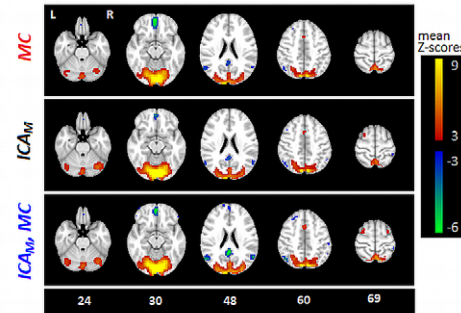 L R
MC
mean
Z-scores
9
3
-3
-6
ICA_M
ICA_M, MC
24 30 48 60 69